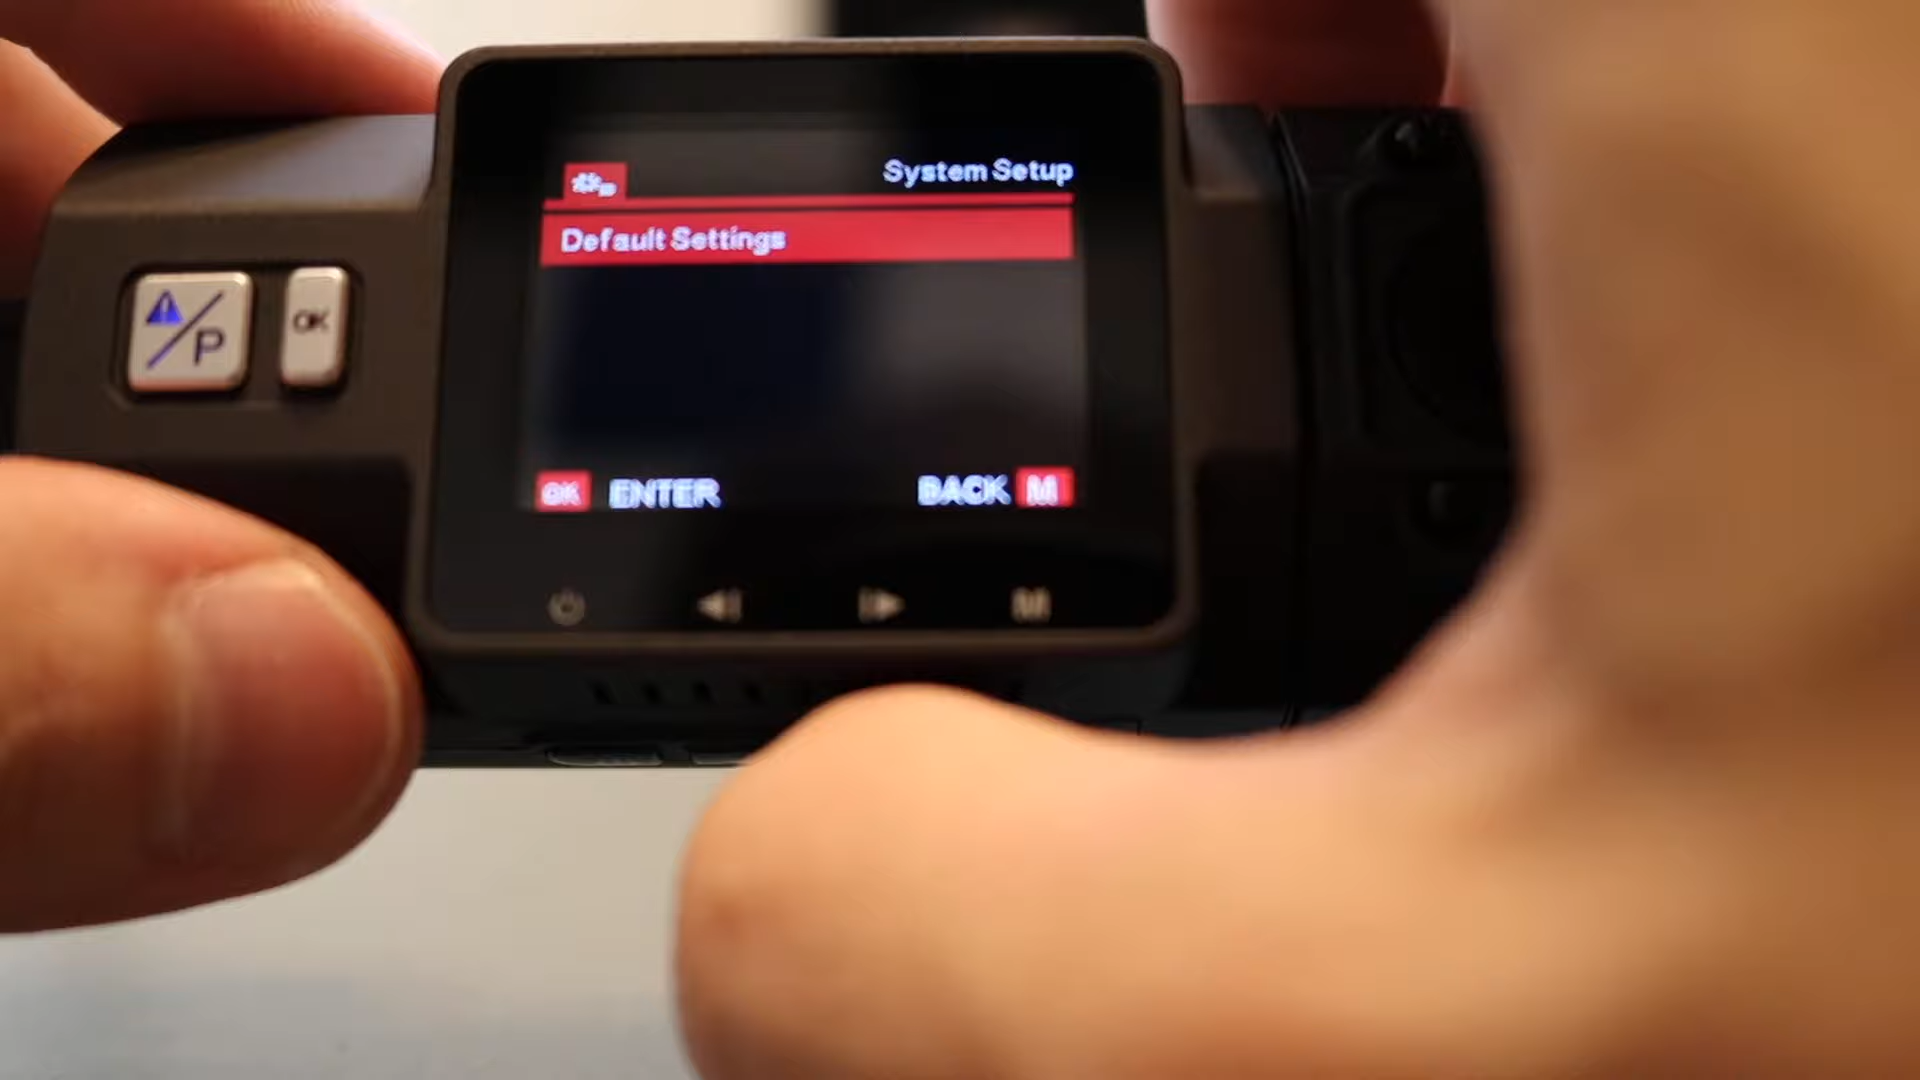 System Setup
Default Settings
OK ENTER
BACK M
P
OK
M